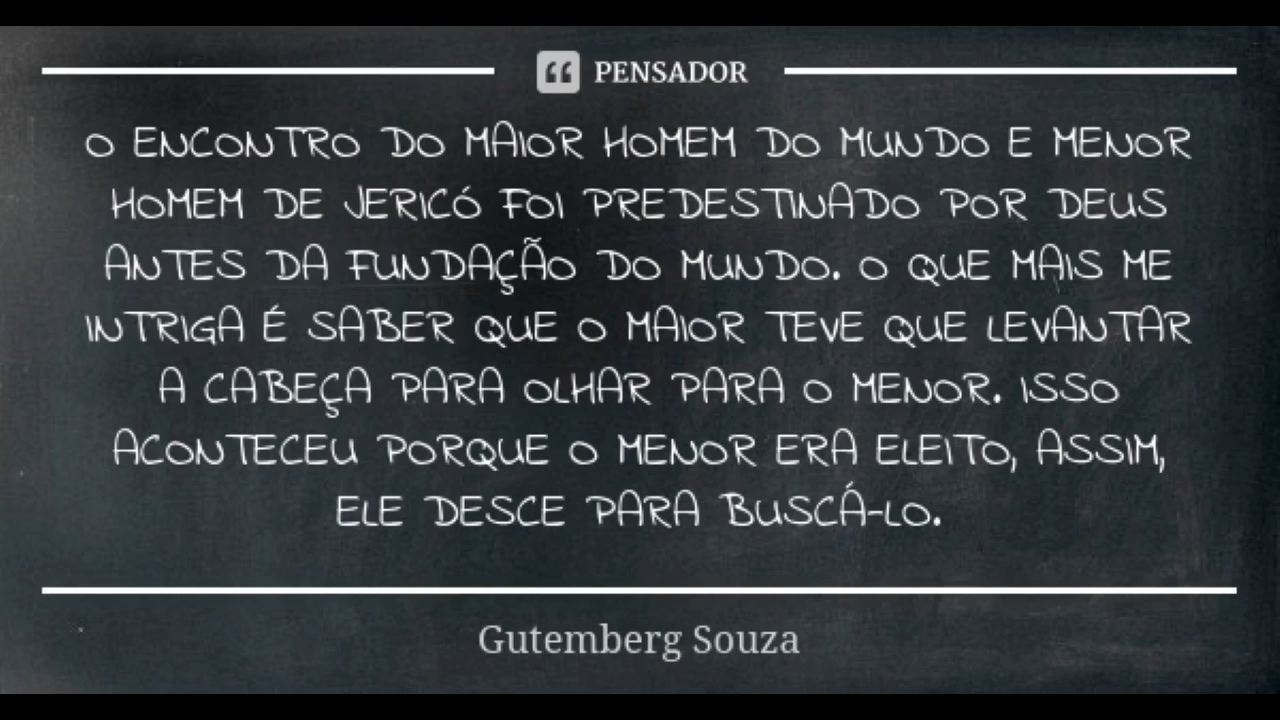 PENSADOR
O ENCONTRO DO MAIOR HOMEM DO MUNDO E MENOR
HOMEM DE JERICÓ FOI PREDESTINADO POR DEUS
ANTES DA FUNDAÇÃO DO MUNDO. O QUE MAIS ME
INTRIGA É SABER QUE O MAIOR TEVE QUE LEVANTAR
A CABEÇA PARA OLHAR PARA O MENOR. ISSO
ACONTECEU PORQUE O MENOR ERA ELEITO, ASSIM,
ELE DESCE PARA BUSCÁ-LO.
Gutemberg Souza